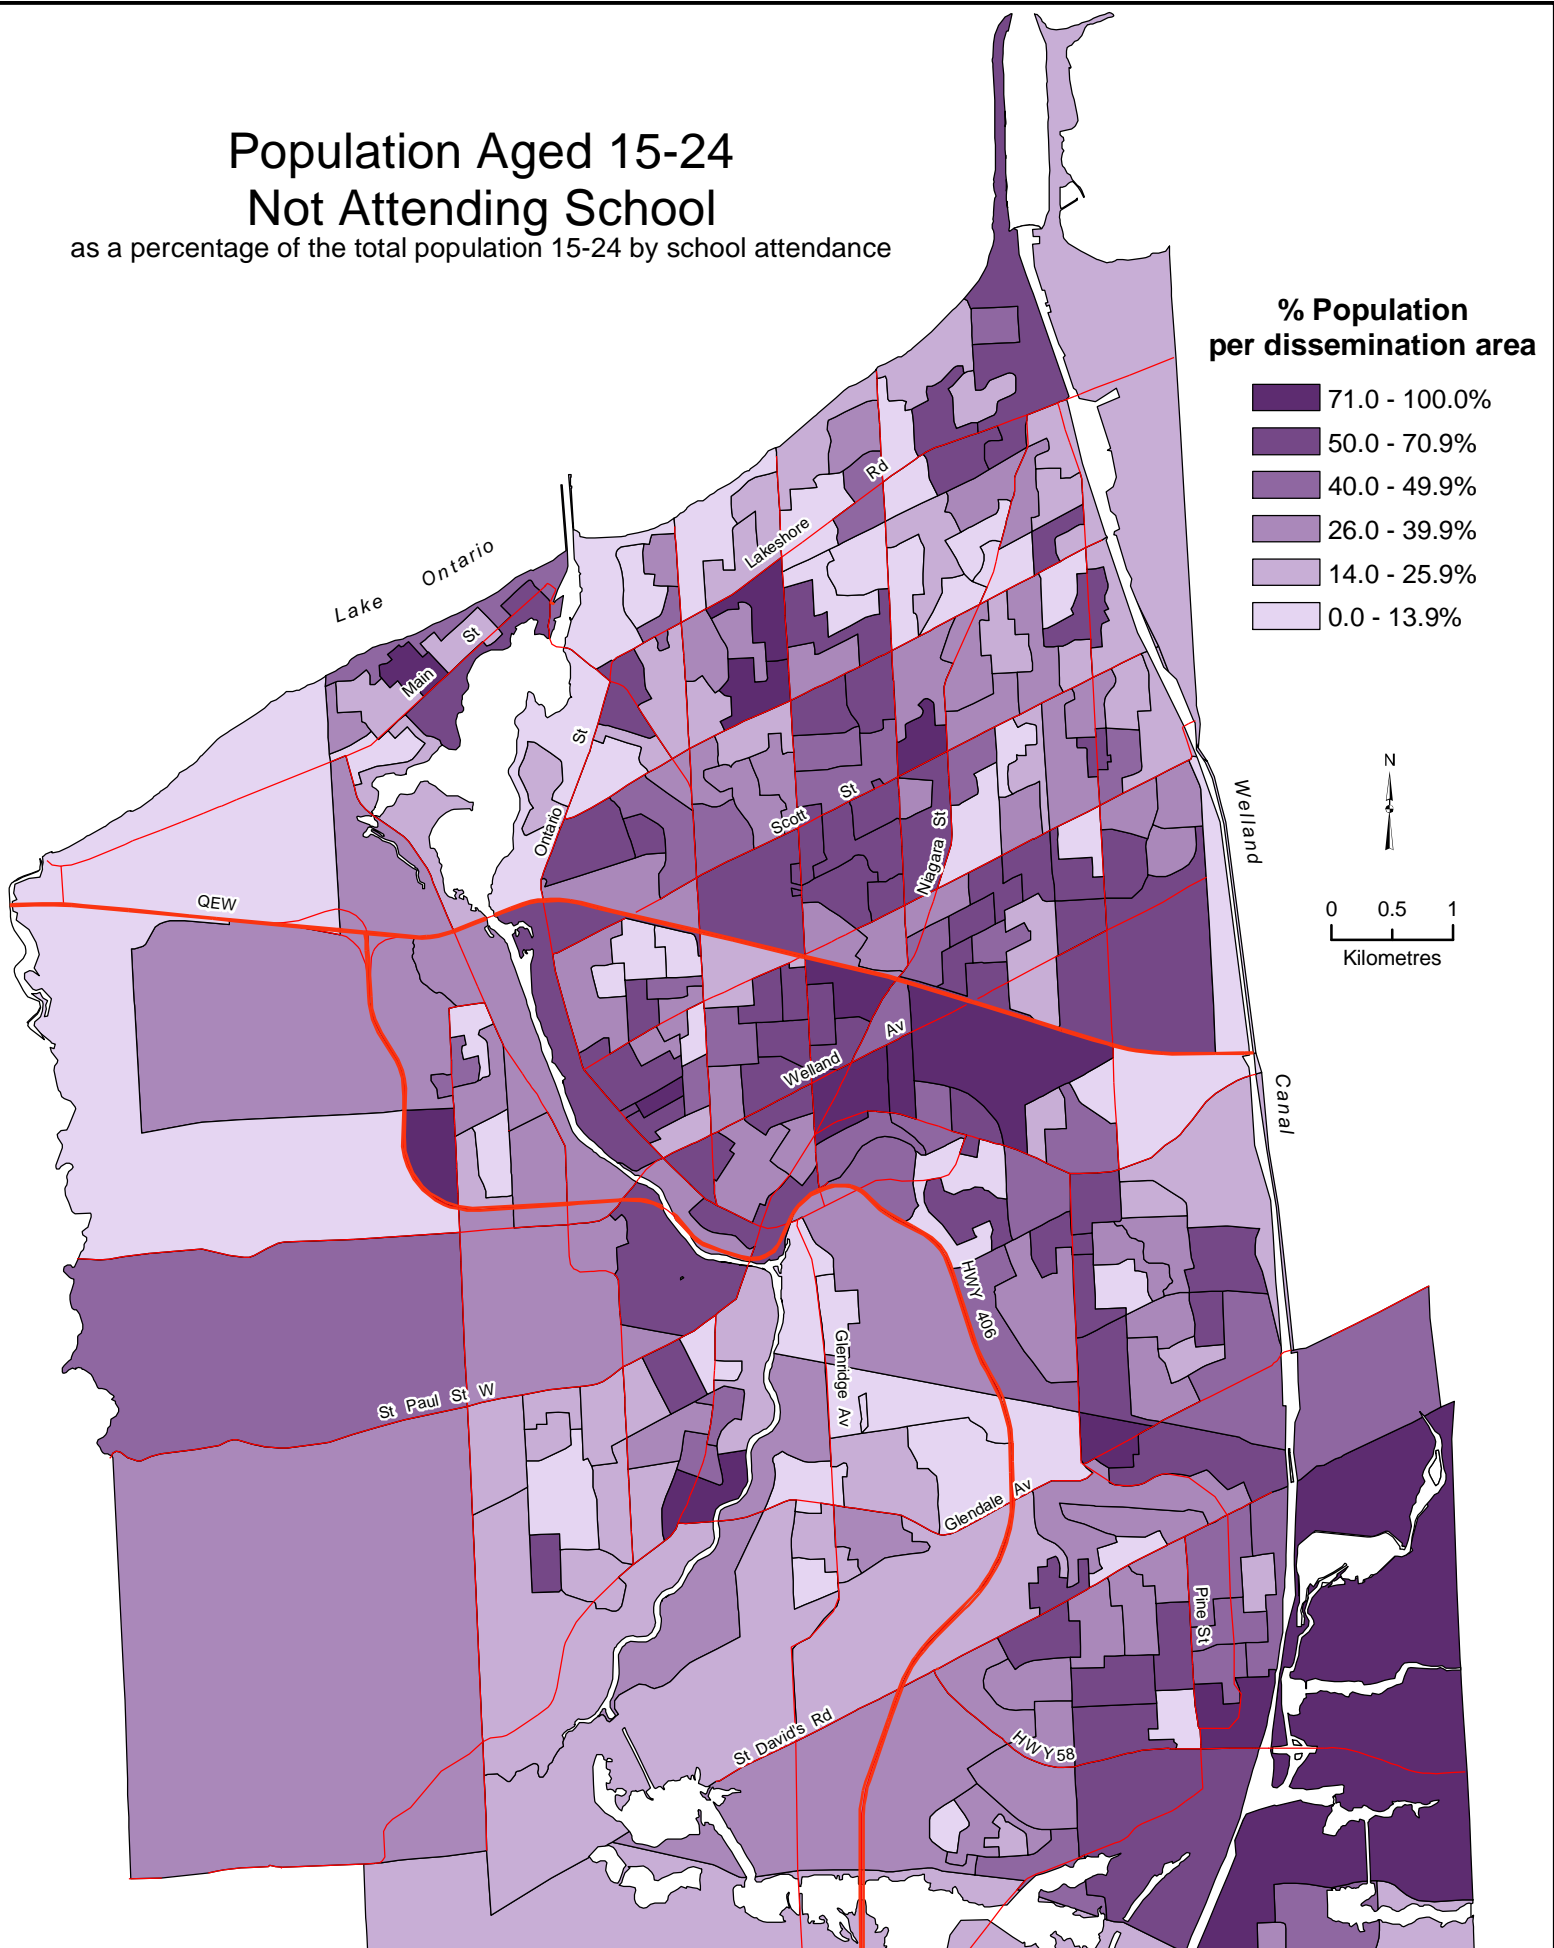 Population Aged 15-24
Not Attending School
as a percentage of the total population 15-24 by school attendance
% Population
per dissemination area
71.0 - 100.0%
50.0 - 70.9%
40.0 - 49.9%
26.0 - 39.9%
14.0 - 25.9%
0.0 - 13.9%
N
0 0.5 1
Kilometres
Lake Ontario
Lakeshore Rd
Main St
Ontario St
Scott St
Niagara St
Welland Canal
QEW
Welland Av
HWY 406
Glenridge Av
St Paul St W
Glendale Av
Pine St
St David's Rd
HWY 58